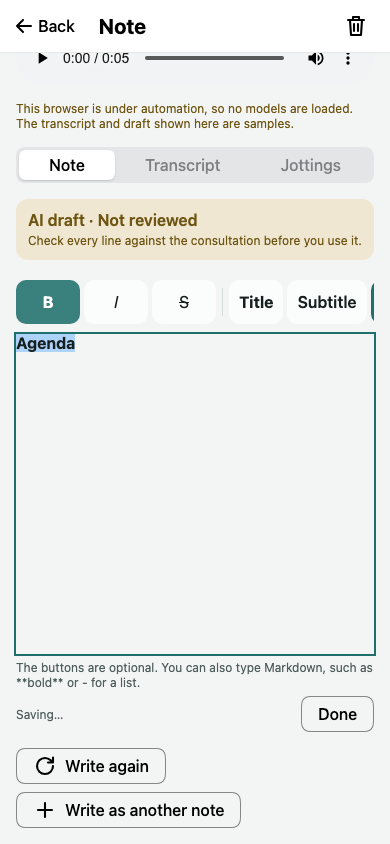 Back
Note
0:00 / 0:05
This browser is under automation, so no models are loaded.
The transcript and draft shown here are samples.
Note
Transcript
Jottings
AI draft · Not reviewed
Check every line against the consultation before you use it.
B
I
S
Title
Subtitle
Agenda
The buttons are optional. You can also type Markdown, such as
**bold** or - for a list.
Saving…
Done
Write again
Write as another note